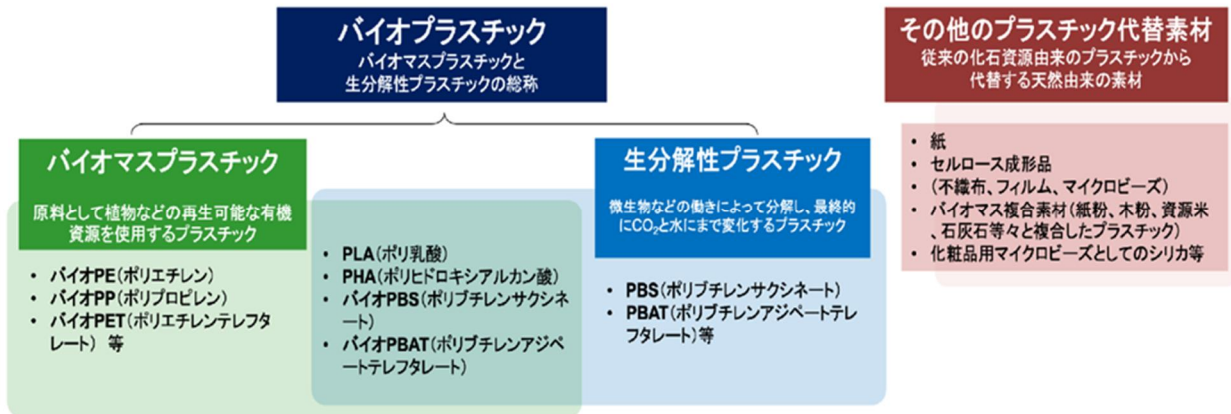 バイオプラスチック
バイオマスプラスチックと
生分解性プラスチックの総称
その他のプラスチック代替素材
従来の化石資源由来のプラスチックから
代替する天然由来の素材
バイオマスプラスチック
原料として植物などの再生可能な有機
資源を使用するプラスチック
• バイオPE(ポリエチレン)
• バイオPP(ポリプロピレン)
• バイオPET(ポリエチレンテレフタ
レート) 等
• PLA(ポリ乳酸)
• PHA(ポリヒドロキシアルカン酸)
• バイオPBS(ポリブチレンサクシネ
ート)
• バイオPBAT(ポリブチレンアジペ
ートテレフタレート)
生分解性プラスチック
微生物などの働きによって分解し、最終的
にCO₂と水にまで変化するプラスチック
• PBS(ポリブチレンサクシネート)
• PBAT(ポリブチレンアジペートテレ
フタレート)等
• 紙
• セルロース成形品
• (不織布、フィルム、マイクロビーズ)
• バイオマス複合素材(紙粉、木粉、資源米
、石灰石等々と複合したプラスチック)
• 化粧品用マイクロビーズとしてのシリカ等